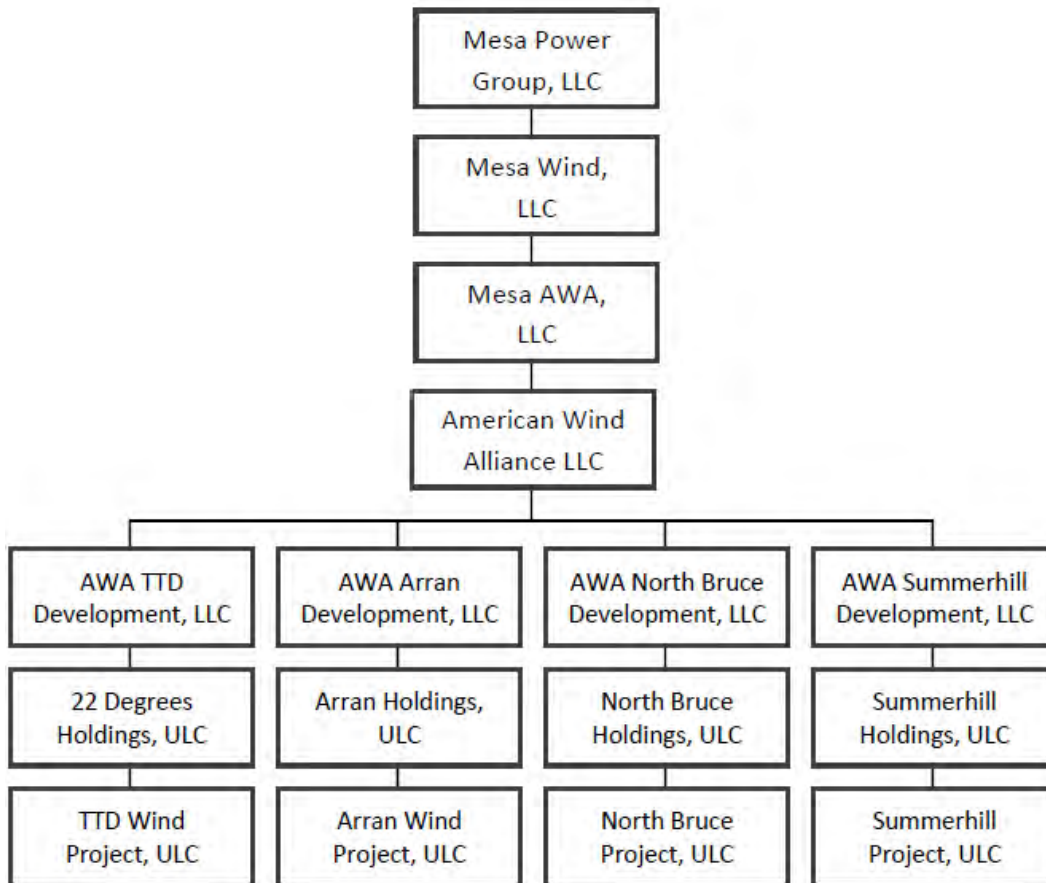 Mesa Power
Group, LLC
Mesa Wind,
LLC
Mesa AWA,
LLC
American Wind
Alliance LLC
AWA TTD
Development, LLC
AWA Arran
Development, LLC
AWA North Bruce
Development, LLC
AWA Summerhill
Development, LLC
22 Degrees
Holdings, ULC
Arran Holdings,
ULC
North Bruce
Holdings, ULC
Summerhill
Holdings, ULC
TTD Wind
Project, ULC
Arran Wind
Project, ULC
North Bruce
Project, ULC
Summerhill
Project, ULC